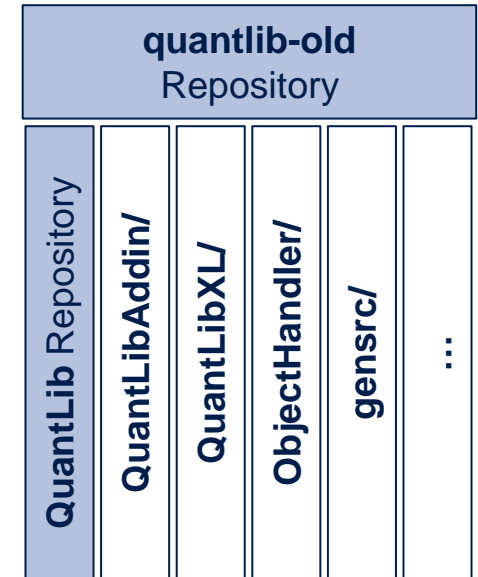 quantlib-old
Repository
QuantLib Repository
QuantLibAddin/
QuantLibXL/
ObjectHandler/
gensrc/
...